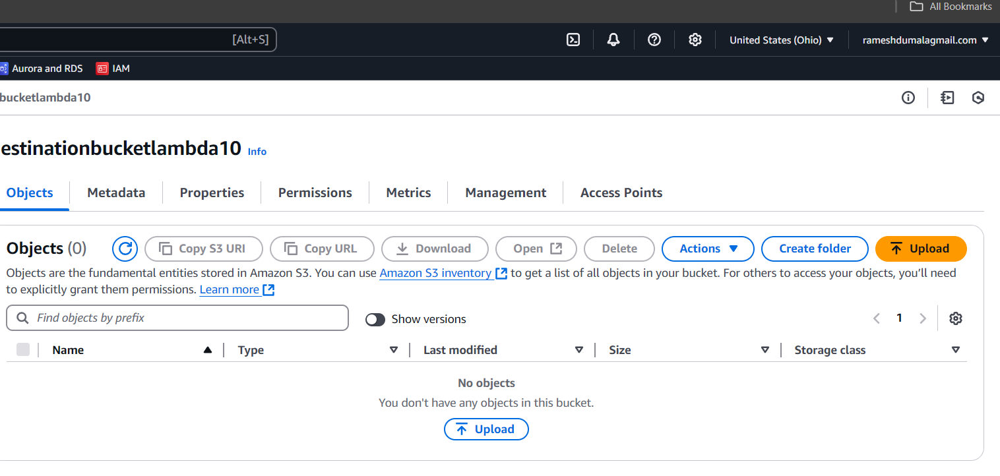 All Bookmarks
[Alt+S]
United States (Ohio)
rameshdumalagmail.com
Aurora and RDS
IAM
bucketlambda10
estinationbucketlambda10 Info
Objects
Metadata
Properties
Permissions
Metrics
Management
Access Points
Objects (0)
Copy S3 URI
Copy URL
Download
Open
Delete
Actions
Create folder
Upload
Objects are the fundamental entities stored in Amazon S3. You can use Amazon S3 inventory to get a list of all objects in your bucket. For others to access your objects, you’ll need
to explicitly grant them permissions. Learn more
Find objects by prefix
Show versions
1
Name
Type
Last modified
Size
Storage class
No objects
You don't have any objects in this bucket.
Upload